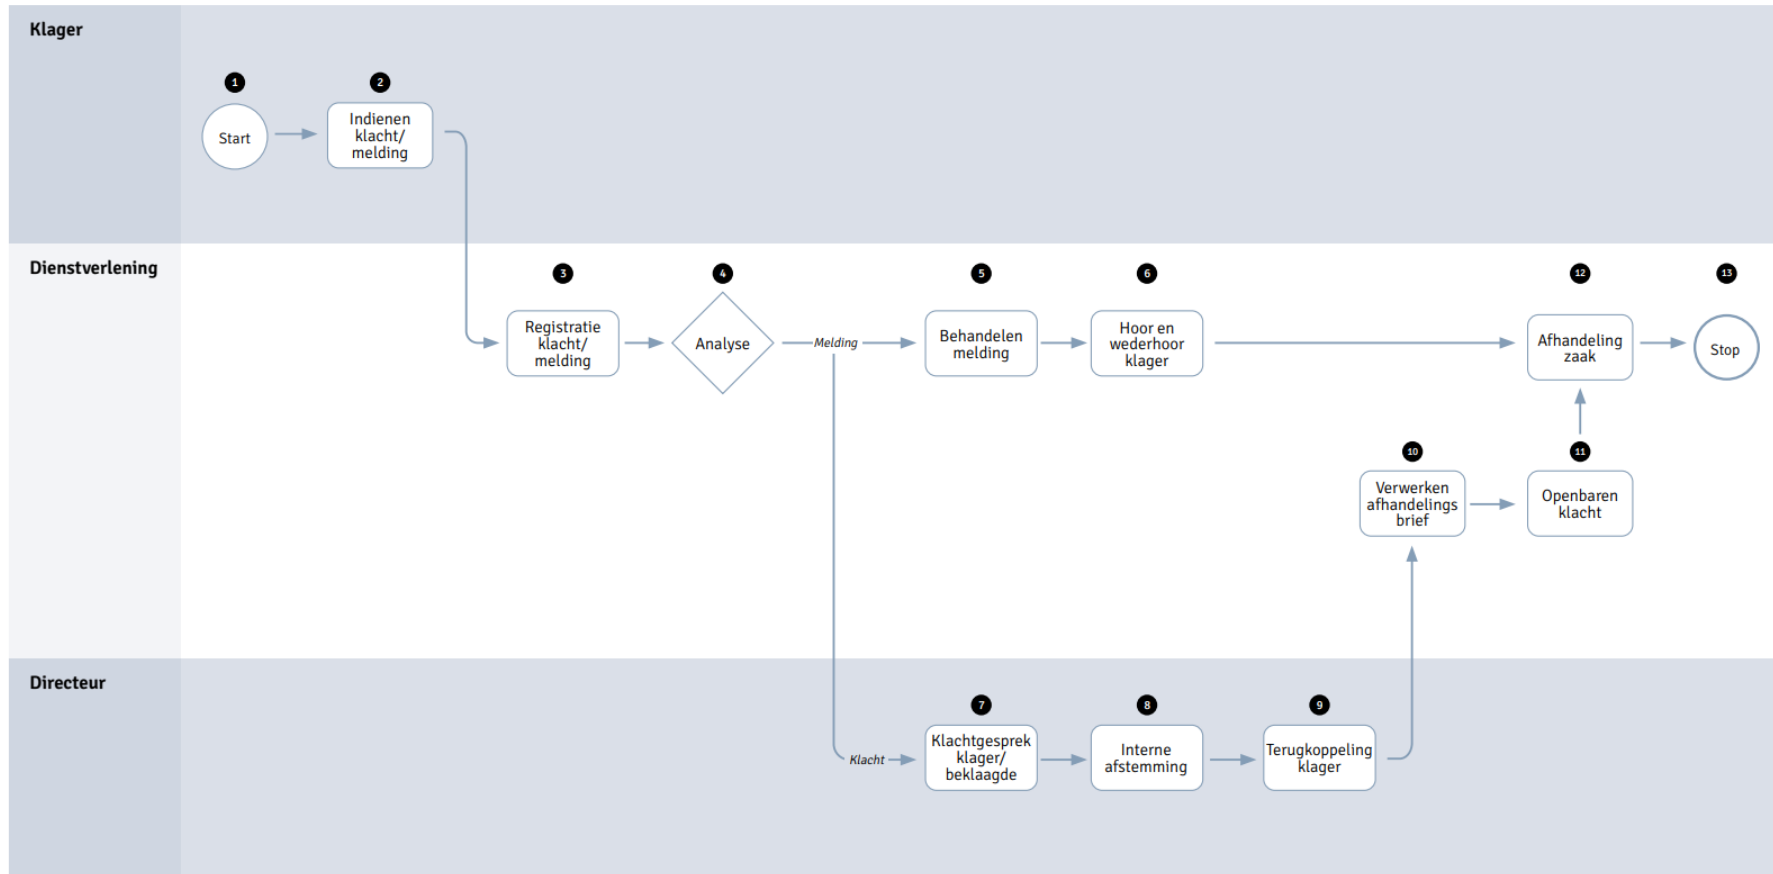 Klager
1
2
Start
Indienen
klacht/
melding
Dienstverlening
3
4
5
6
12
13
Registratie
klacht/
melding
Analyse
Melding
Behandelen
melding
Hoor en
wederhoor
klager
Afhandeling
zaak
Stop
10
11
Verwerken
afhandelings
brief
Openbaren
klacht
Directeur
7
8
9
Klacht
Klachtgesprek
klager/
beklaagde
Interne
afstemming
Terugkoppeling
klager